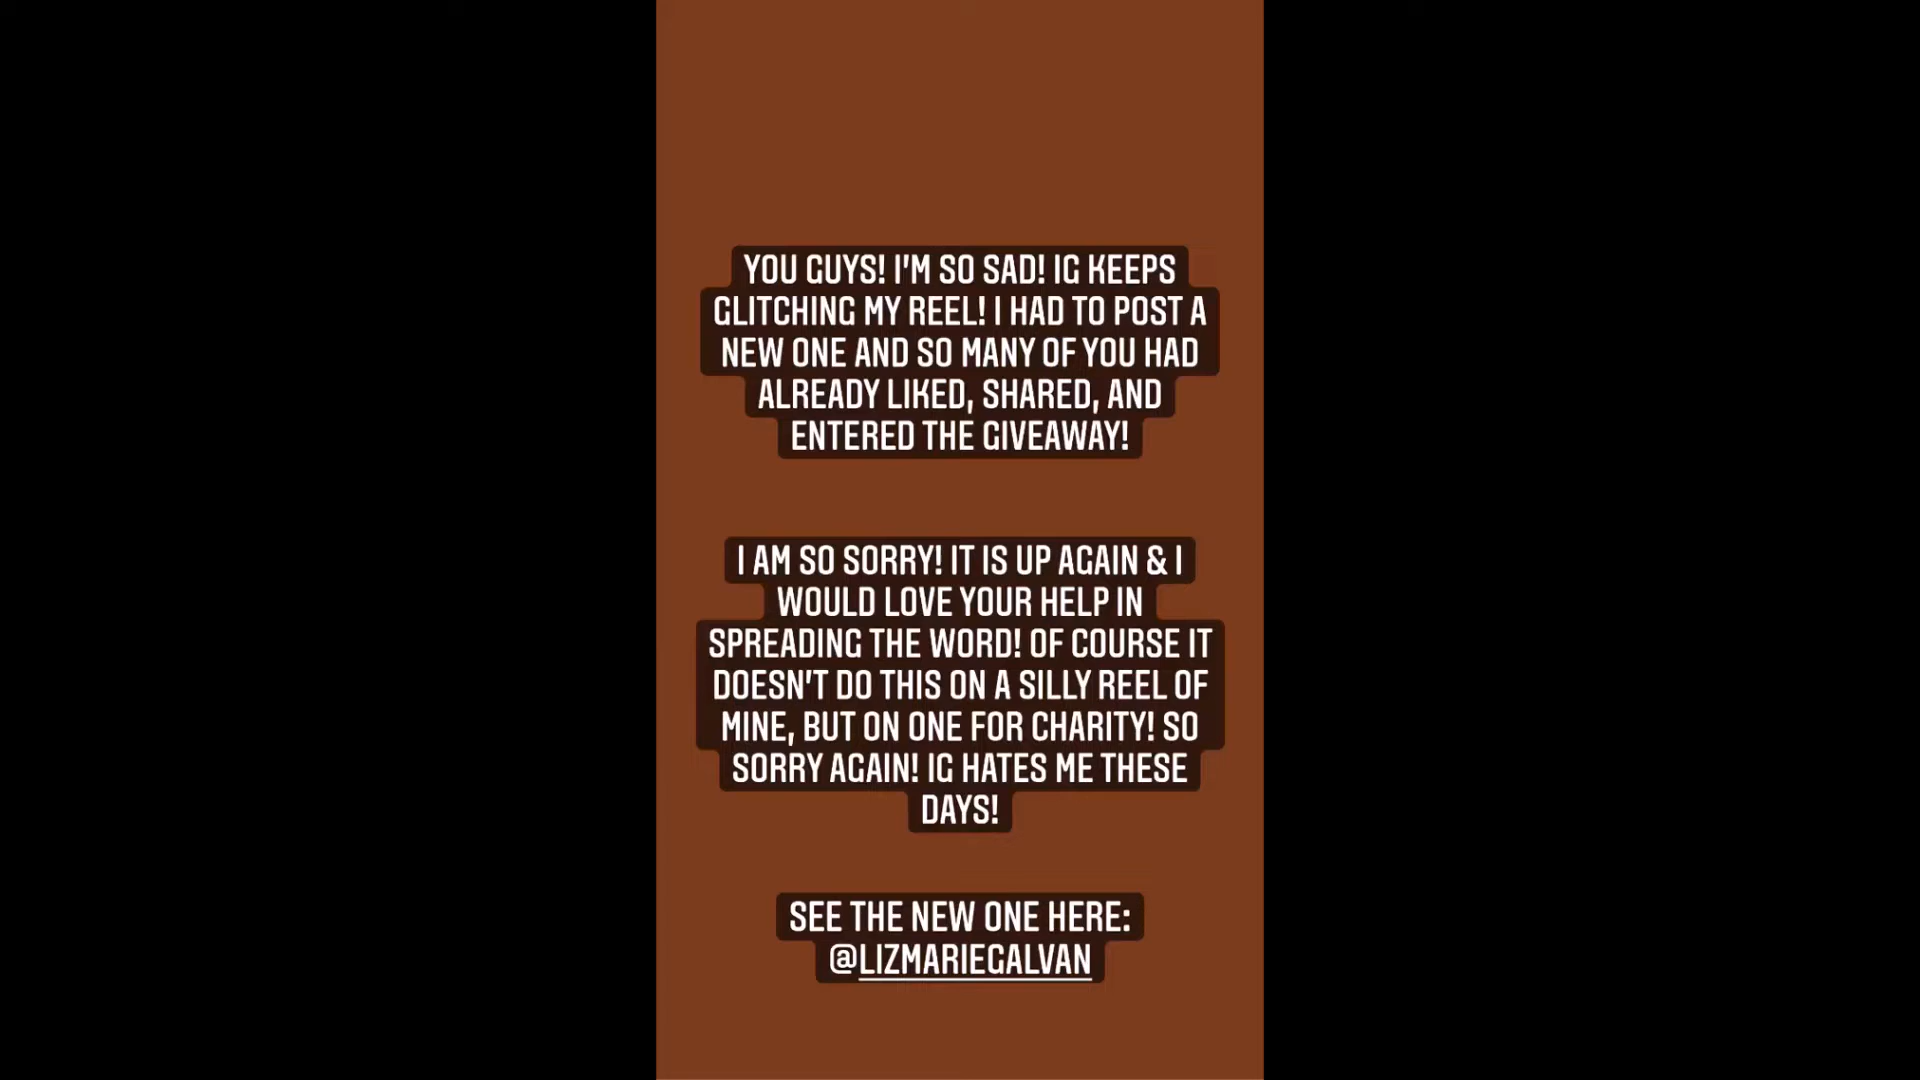 YOU GUYS! I'M SO SAD! IG KEEPS
GLITCHING MY REEL! I HAD TO POST A
NEW ONE AND SO MANY OF YOU HAD
ALREADY LIKED, SHARED, AND
ENTERED THE GIVEAWAY!
I AM SO SORRY! IT IS UP AGAIN & I
WOULD LOVE YOUR HELP IN
SPREADING THE WORD! OF COURSE IT
DOESN'T DO THIS ON A SILLY REEL OF
MINE, BUT ON ONE FOR CHARITY! SO
SORRY AGAIN! IG HATES ME THESE
DAYS!
SEE THE NEW ONE HERE:
@LIZMARIEGALVAN